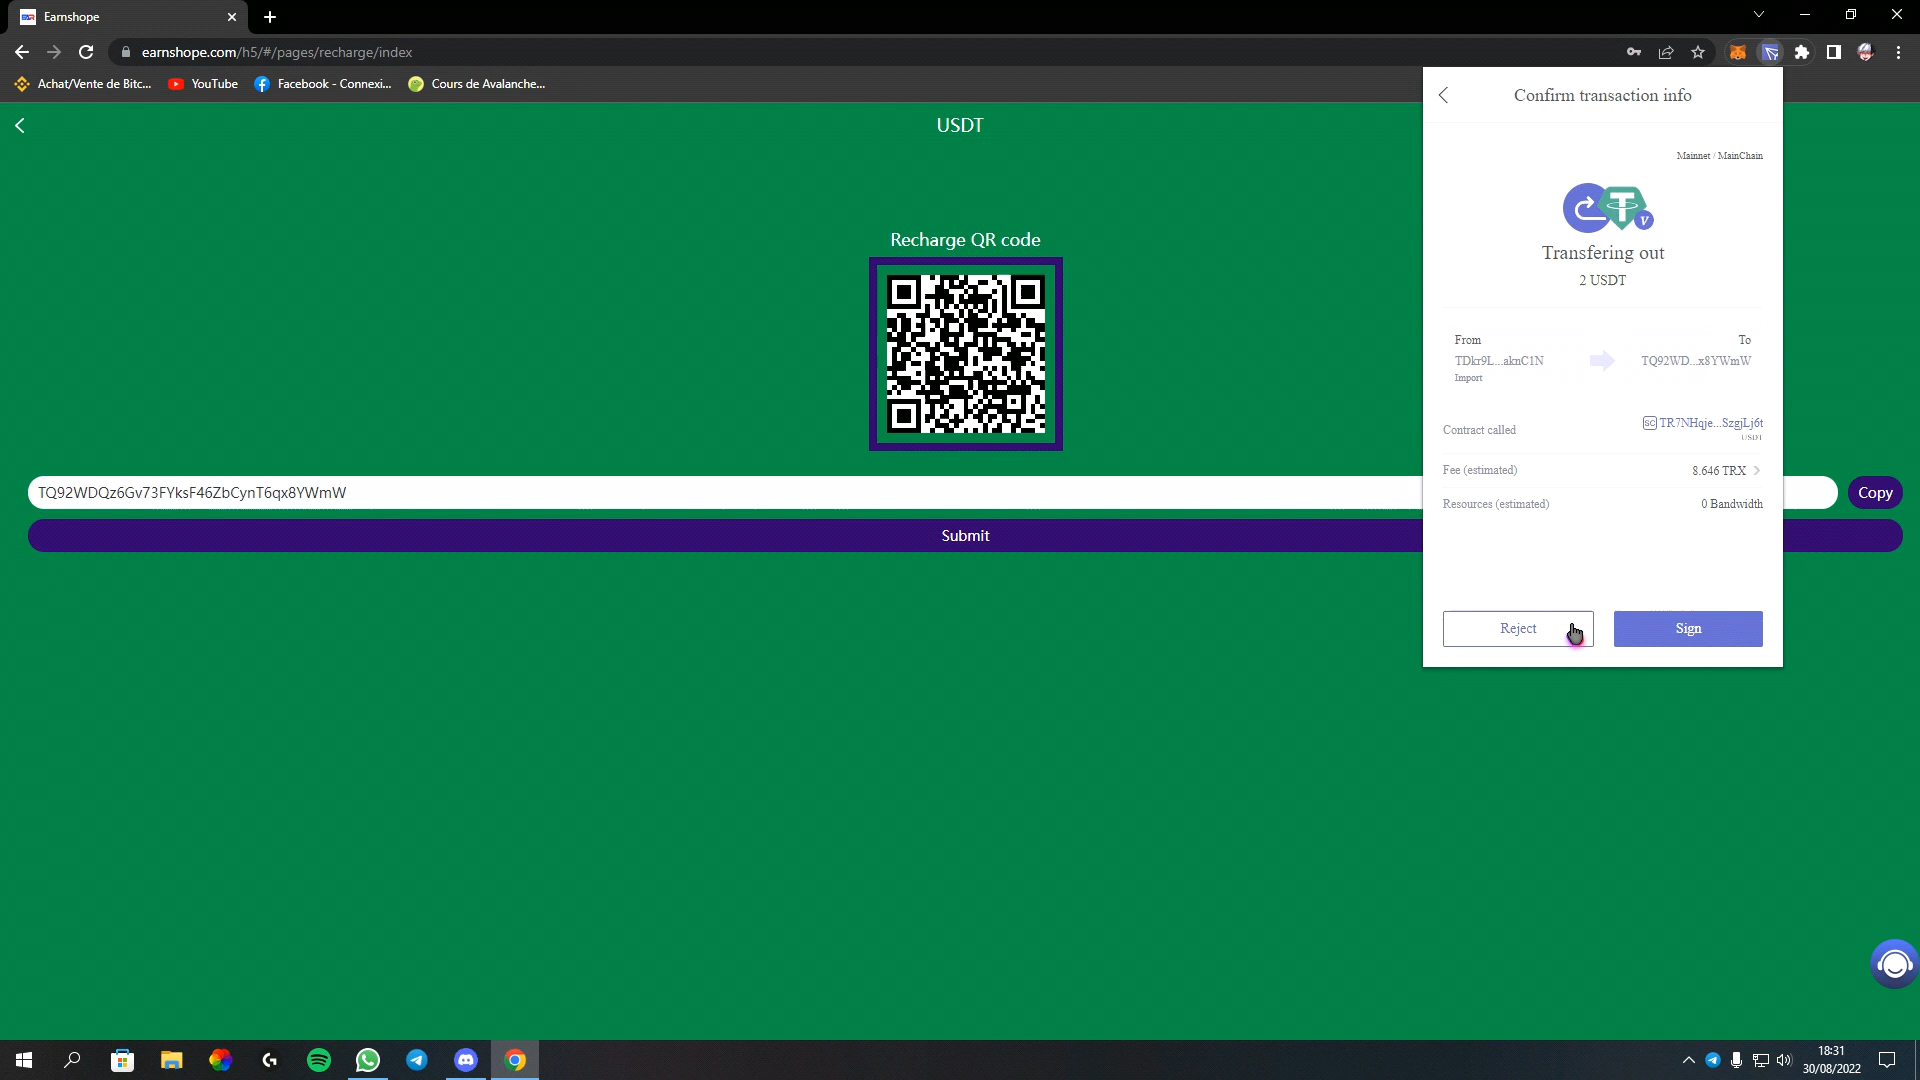 Earnshope
earnshope.com/h5/#/pages/recharge/index
Achat/Vente de Bitc...
YouTube
Facebook - Connexi...
Cours de Avalanche...
USDT
Recharge QR code
TQ92WDQz6Gv73FYksF46ZbCynT6qx8YWmW
Copy
Submit
Confirm transaction info
Mainnet / MainChain
Transfering out
2 USDT
From
To
TDkr9L...aknC1N
TQ92WD...x8YWmW
Import
Contract called
SC TR7NHqje...SzgjLj6t
USDT
Fee (estimated)
8.646 TRX
Resources (estimated)
0 Bandwidth
Reject
Sign
18:31
30/08/2022